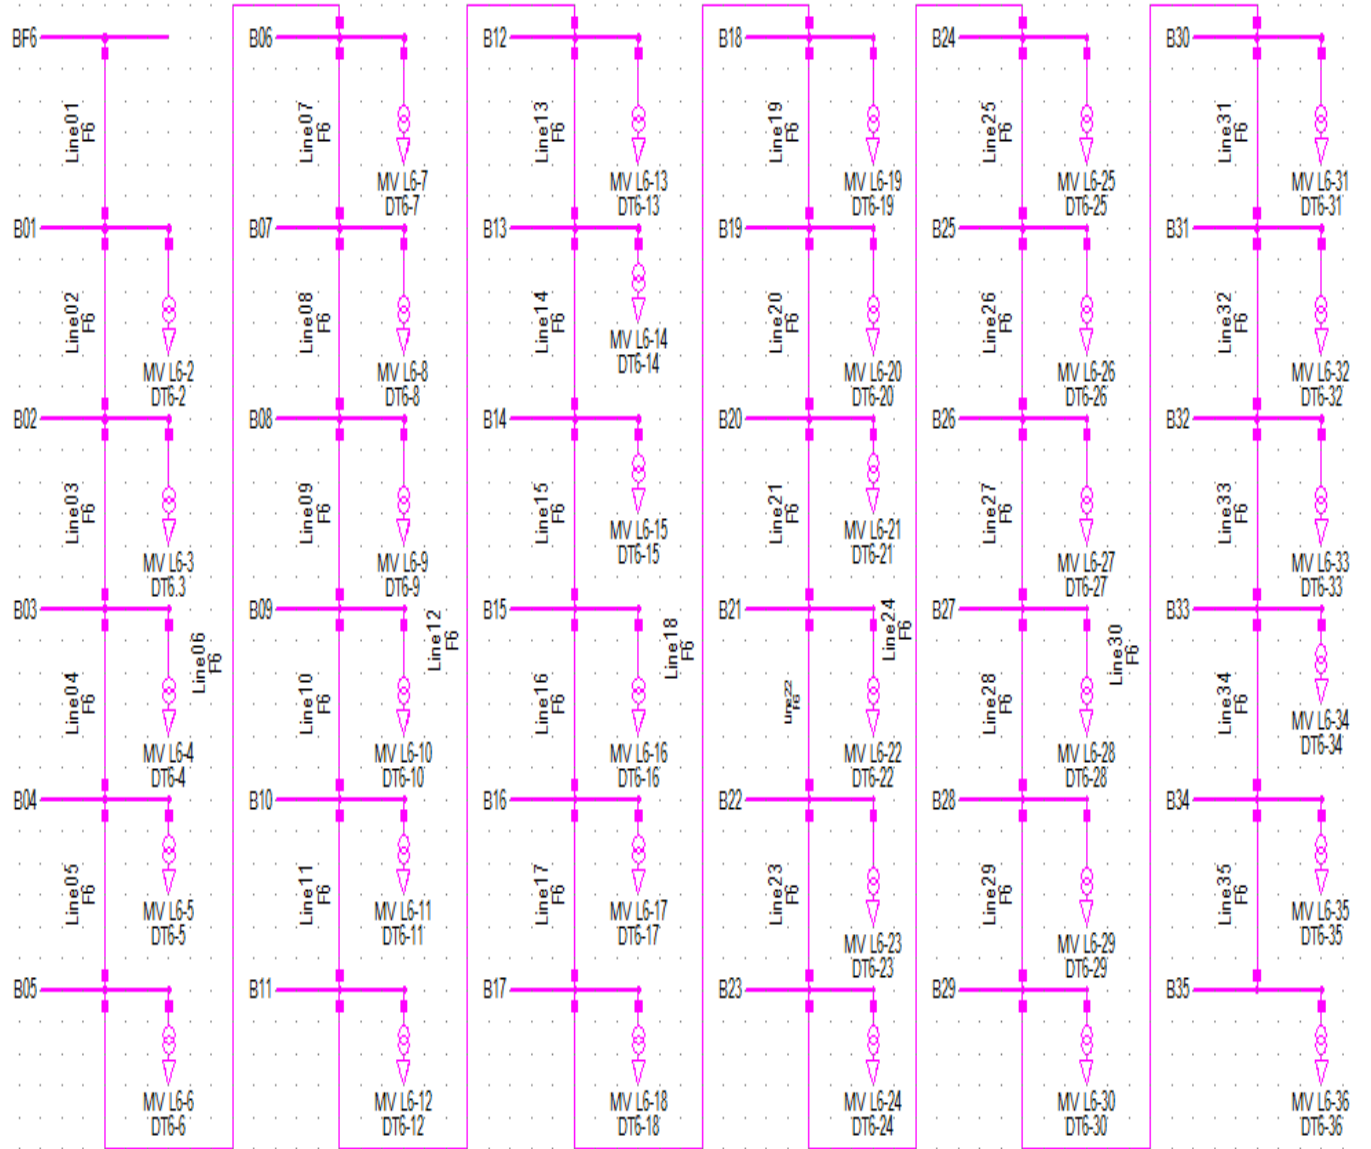 BF6
Line01
F6
B01
Line02
F6
MV L6-2
DT6-2
B02
Line03
F6
MV L6-3
DT6.3
B03
Line04
F6
Line06
F6
MV L6-4
DT6-4
B04
Line05
F6
MV L6-5
DT6-5
B05
MV L6-6
DT6-6
B06
Line07
F6
MV L6-7
DT6-7
B07
Line08
F6
MV L6-8
DT6-8
B08
Line09
F6
MV L6-9
DT6-9
B09
Line10
F6
Line12
F6
MV L6-10
DT6-10
B10
Line11
F6
MV L6-11
DT6-11
B11
MV L6-12
DT6-12
B12
Line13
F6
MV L6-13
DT6-13
B13
Line14
F6
MV L6-14
DT6-14
B14
Line15
F6
MV L6-15
DT6-15
B15
Line16
F6
Line18
F6
MV L6-16
DT6-16
B16
Line17
F6
MV L6-17
DT6-17
B17
MV L6-18
DT6-18
B18
Line19
F6
MV L6-19
DT6-19
B19
Line20
F6
MV L6-20
DT6-20
B20
Line21
F6
MV L6-21
DT6-21
B21
Line22
F6
Line24
F6
MV L6-22
DT6-22
B22
Line23
F6
MV L6-23
DT6-23
B23
MV L6-24
DT6-24
B24
Line25
F6
MV L6-25
DT6-25
B25
Line26
F6
MV L6-26
DT6-26
B26
Line27
F6
MV L6-27
DT6-27
B27
Line28
F6
Line30
F6
MV L6-28
DT6-28
B28
Line29
F6
MV L6-29
DT6-29
B29
MV L6-30
DT6-30
B30
Line31
F6
MV L6-31
DT6-31
B31
Line32
F6
MV L6-32
DT6-32
B32
Line33
F6
MV L6-33
DT6-33
B33
Line34
F6
MV L6-34
DT6-34
B34
Line35
F6
MV L6-35
DT6-35
B35
MV L6-36
DT6-36